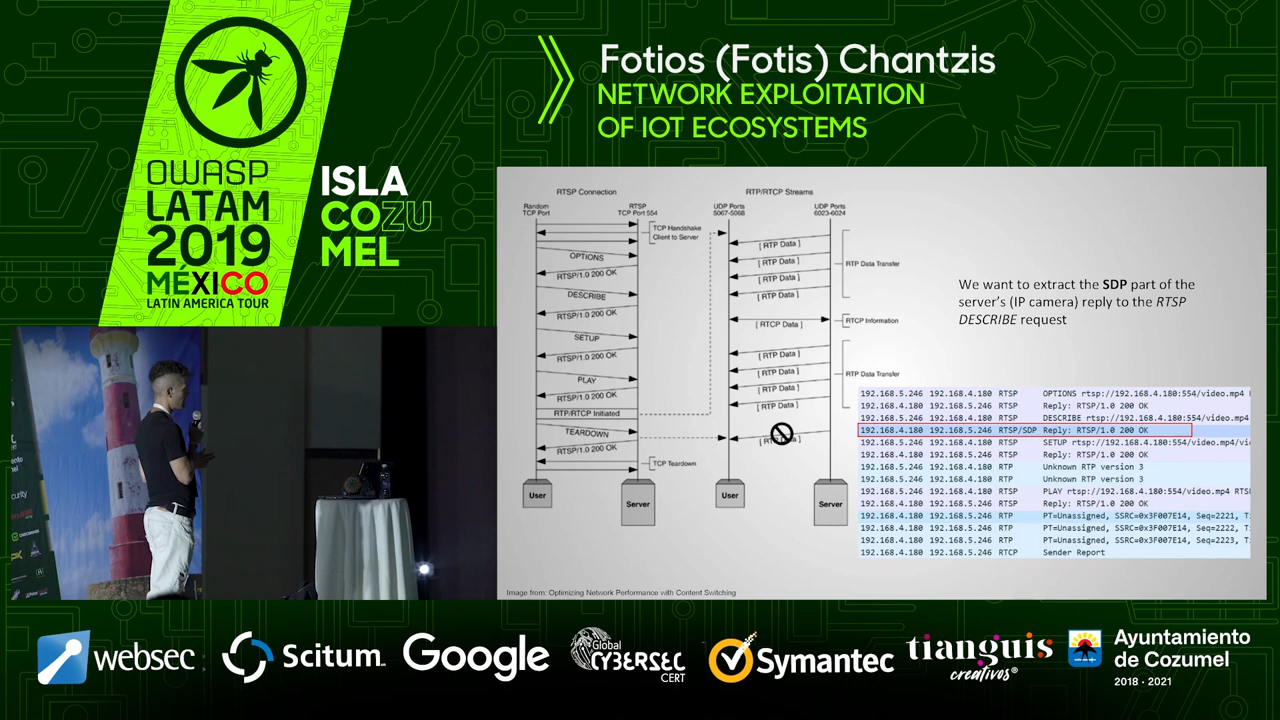 Fotios (Fotis) Chantzis
NETWORK EXPLOITATION
OF IOT ECOSYSTEMS
OWASP
LATAM
2019
MÉXICO
LATIN AMERICA TOUR
ISLA
COZU
MEL
RTSP Connection
RTP/RTCP Streams
Random
TCP Port
RTSP
TCP Port 554
UDP Ports
5067-5068
UDP Ports
6023-6024
TCP Handshake
Client to Server
OPTIONS
RTSP/1.0 200 OK
DESCRIBE
RTSP/1.0 200 OK
SETUP
RTSP/1.0 200 OK
PLAY
RTSP/1.0 200 OK
RTP/RTCP Initiated
TEARDOWN
RTSP/1.0 200 OK
TCP Teardown
User
Server
[ RTP Data ]
[ RTP Data ]
[ RTP Data ]
[ RTP Data ]
RTP Data Transfer
[ RTCP Data ]
RTCP Information
[ RTP Data ]
[ RTP Data ]
[ RTP Data ]
[ RTP Data ]
RTP Data Transfer
User
Server
We want to extract the SDP part of the
server's (IP camera) reply to the RTSP
DESCRIBE request
192.168.5.246 192.168.4.180 RTSP OPTIONS rtsp://192.168.4.180:554/video.mp4
192.168.4.180 192.168.5.246 RTSP Reply: RTSP/1.0 200 OK
192.168.5.246 192.168.4.180 RTSP DESCRIBE rtsp://192.168.4.180:554/video.mp4
192.168.4.180 192.168.5.246 RTSP/SDP Reply: RTSP/1.0 200 OK
192.168.5.246 192.168.4.180 RTSP SETUP rtsp://192.168.4.180:554/video.mp4/vi
192.168.4.180 192.168.5.246 RTSP Reply: RTSP/1.0 200 OK
192.168.5.246 192.168.4.180 RTP Unknown RTP version 3
192.168.5.246 192.168.4.180 RTP Unknown RTP version 3
192.168.5.246 192.168.4.180 RTSP PLAY rtsp://192.168.4.180:554/video.mp4 RTS
192.168.4.180 192.168.5.246 RTSP Reply: RTSP/1.0 200 OK
192.168.4.180 192.168.5.246 RTP PT=Unassigned, SSRC=0x3F007E14, Seq=2221, T
192.168.4.180 192.168.5.246 RTP PT=Unassigned, SSRC=0x3F007E14, Seq=2222, T
192.168.4.180 192.168.5.246 RTP PT=Unassigned, SSRC=0x3F007E14, Seq=2223, T
192.168.4.180 192.168.5.246 RTCP Sender Report
Image from: Optimizing Network Performance with Content Switching
websec
Scitum
Google
Global
CYBERSEC
CERT
Symantec
tianguis
creativos®
Ayuntamiento
de Cozumel
2018 · 2021